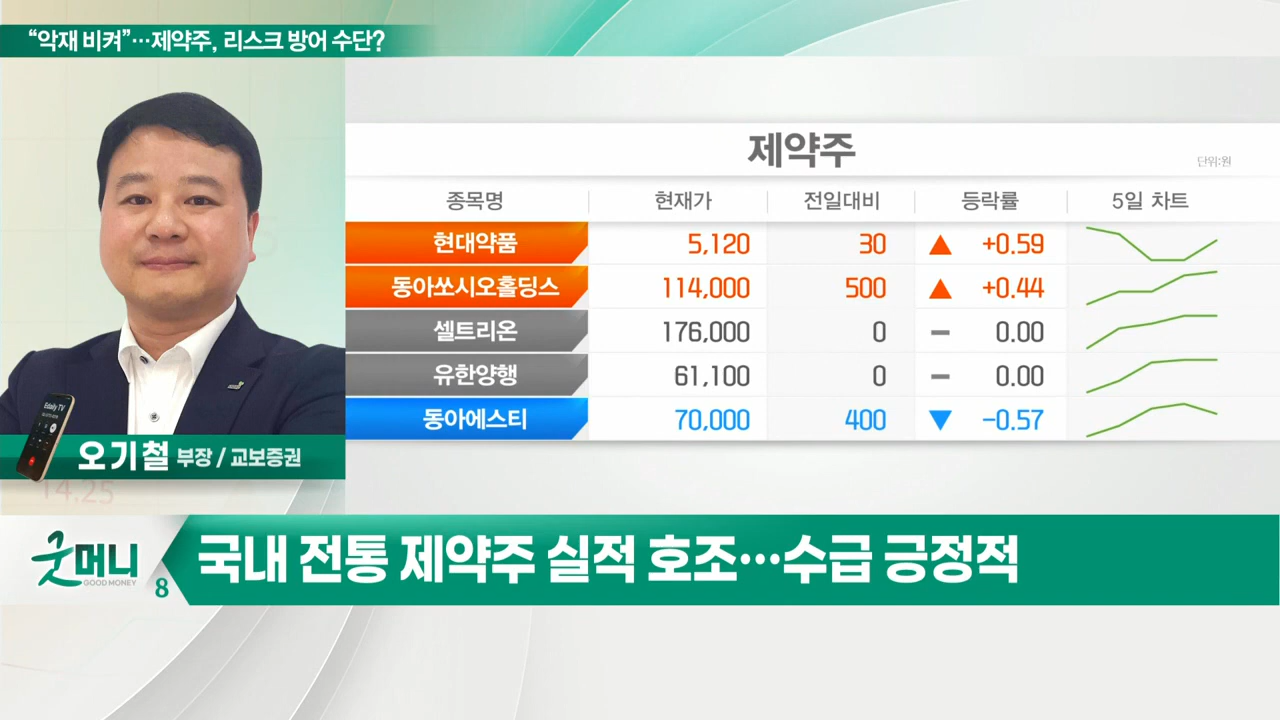 “악재 비켜”…제약주, 리스크 방어 수단?
제약주
단위:원
종목명 현재가 전일대비 등락률 5일 차트
현대약품 5,120 30 ▲ +0.59
동아쏘시오홀딩스 114,000 500 ▲ +0.44
셀트리온 176,000 0 − 0.00
유한양행 61,100 0 − 0.00
동아에스티 70,000 400 ▼ −0.57
Edaily TV
오기철 부장 / 교보증권
14.25
굿머니
GOOD MONEY
8
국내 전통 제약주 실적 호조…수급 긍정적